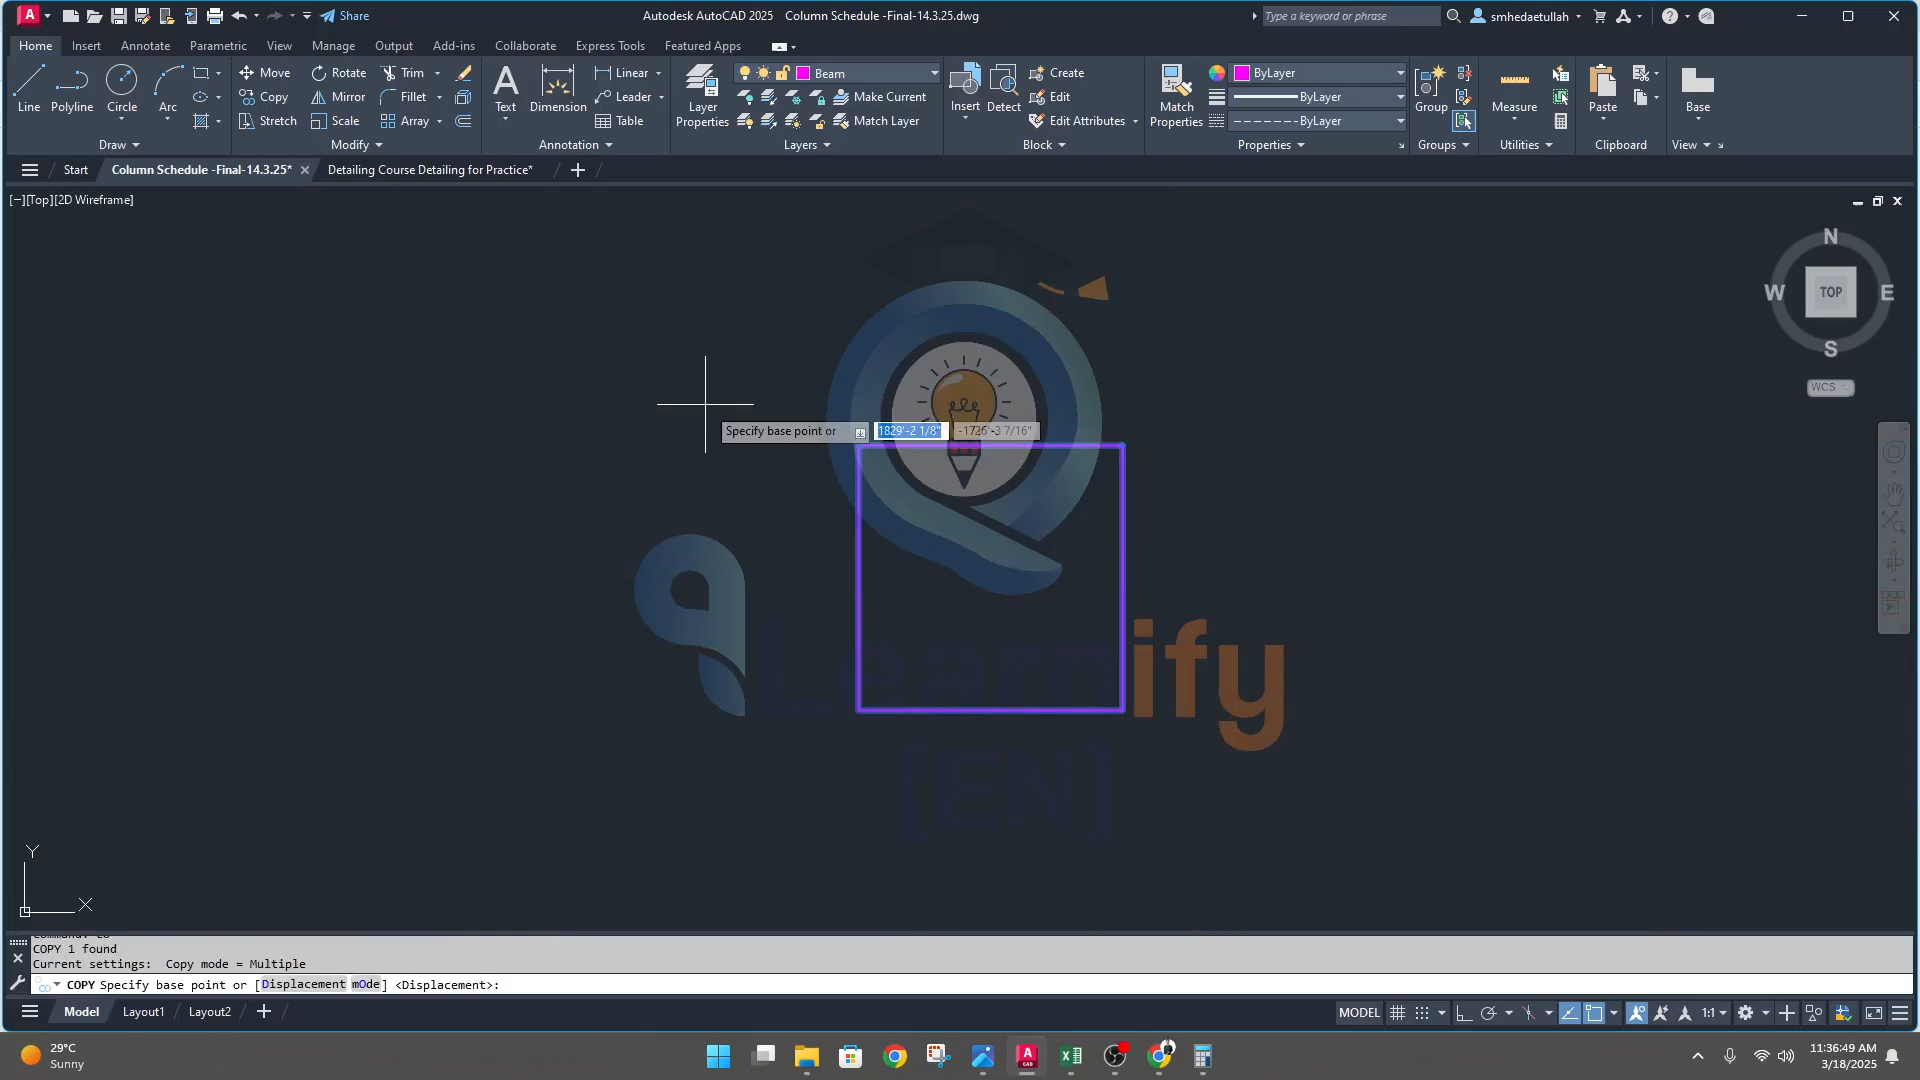 Share
Autodesk AutoCAD 2025 Column Schedule -Final-14.3.25.dwg
Type a keyword or phrase
smhedaetullah
Home Insert Annotate Parametric View Manage Output Add-ins Collaborate Express Tools Featured Apps
Line Polyline Circle Arc
Move Rotate Trim
Copy Mirror Fillet
Stretch Scale Array
Text Dimension
Linear
Leader
Table
Layer Properties
Beam
Make Current
Match Layer
Insert Detect
Create
Edit
Edit Attributes
Match Properties
ByLayer
ByLayer
ByLayer
Group Measure Paste Base
Draw Modify Annotation Layers Block Properties Groups Utilities Clipboard View
Start Column Schedule -Final-14.3.25* Detailing Course Detailing for Practice*
[−][Top][2D Wireframe]
N
W TOP E
S
WCS
Specify base point or 1829'-2 1/8" -1726'-3 7/16"
Learnify
[EN]
Y
X
Command: CO
COPY 1 found
Current settings: Copy mode = Multiple
COPY Specify base point or [Displacement mOde] <Displacement>:
Model Layout1 Layout2
MODEL 1:1
29°C
Sunny
11:36:49 AM
3/18/2025